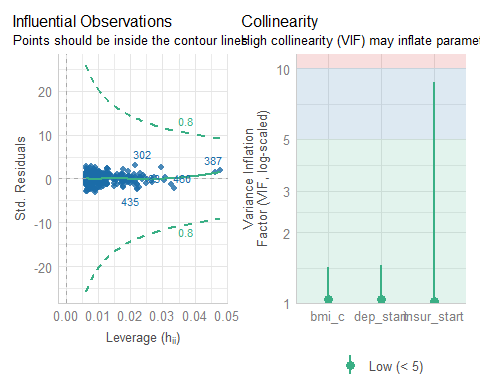 Influential Observations
Points should be inside the contour lines
Std. Residuals
20
10
0
-10
-20
0.8
302
387
435
0.8
0.00 0.01 0.02 0.03 0.04 0.05
Leverage (hii)
Collinearity
High collinearity (VIF) may inflate paramet
Variance Inflation
Factor (VIF, log-scaled)
10
5
3
2
1
bmi_c dep_start insur_start
Low (< 5)